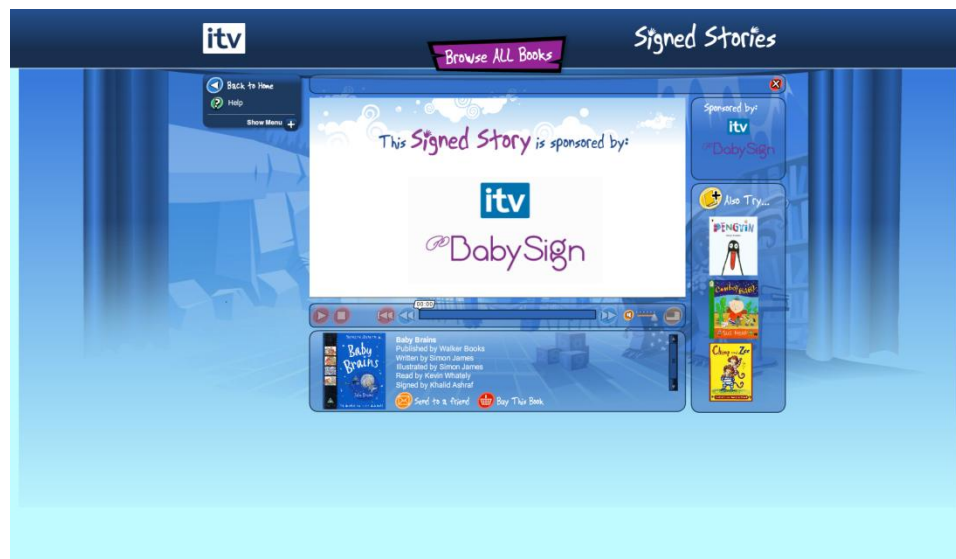 itv
Signed Stories
Browse ALL Books
Back to Home
Help
Show Menu +
This Signed Story is sponsored by:
itv
BabySign
Sponsored by:
itv
BabySign
Also Try...
PENGUIN
Chimp and Zee
00:00
Baby Brains
Baby Brains
Published by Walker Books
Written by Simon James
Illustrated by Simon James
Read by Kevin Whately
Signed by Khalid Ashraf
Send to a friend
Buy This Book